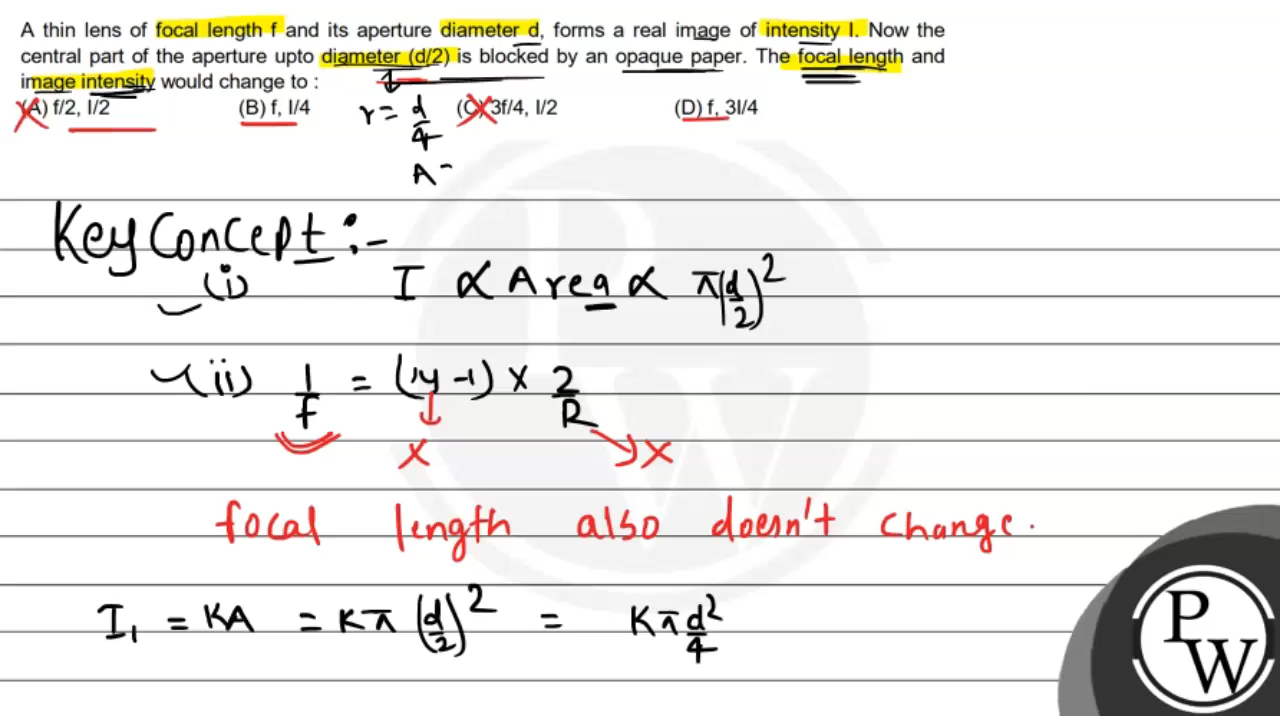 A thin lens of focal length f and its aperture diameter d, forms a real image of intensity I. Now the
central part of the aperture upto diameter (d/2) is blocked by an opaque paper. The focal length and
image intensity would change to :
(A) f/2, I/2 (B) f, I/4 (C) 3f/4, I/2 (D) f, 3I/4
r = d/4
A =
Key Concept :-
(i) I ∝ Area ∝ π(d/2)²
(ii) 1/f = (μ-1) × 2/R
x x
focal length also doesn't change.
I₁ = KA = Kπ (d/2)² = Kπ d²/4
P
W